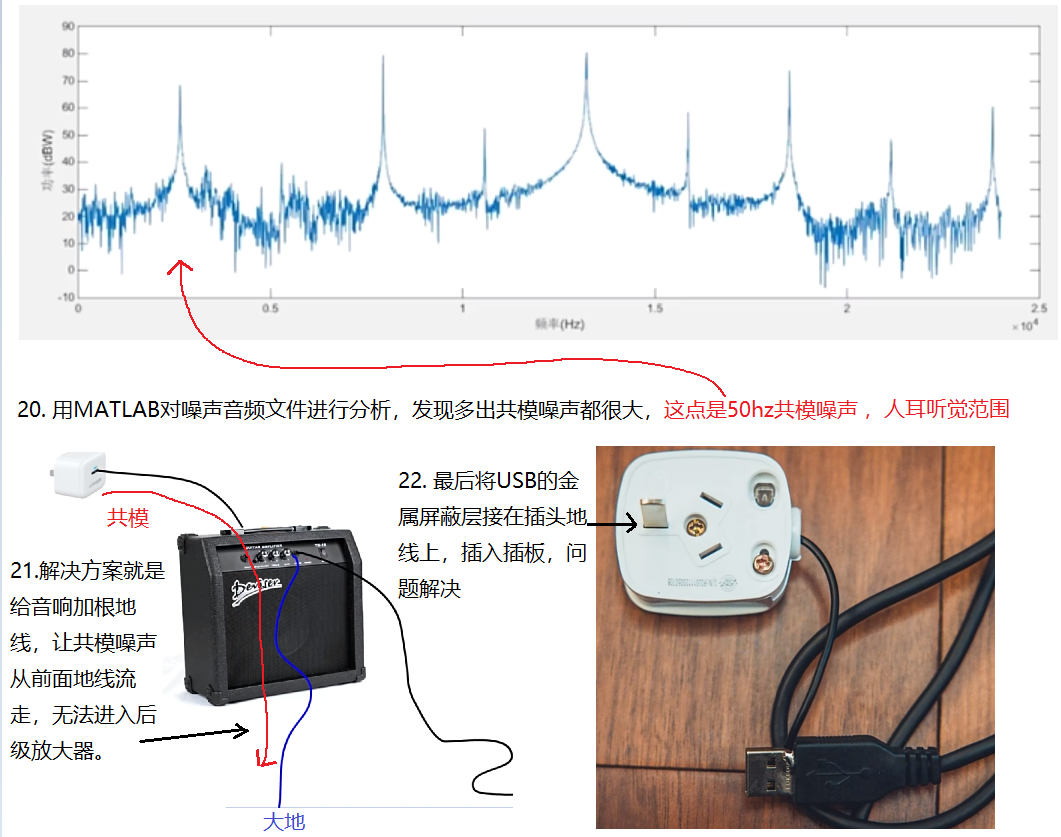 90
80
70
60
50
40
30
20
10
0
-10
功率(dBW)
0 0.5 1 1.5 2 2.5
×10⁴
频率(Hz)
20. 用MATLAB对噪声音频文件进行分析，发现多出共模噪声都很大，这点是50hz共模噪声 ，人耳听觉范围
共模
21.解决方案就是
给音响加根地
线，让共模噪声
从前面地线流
走，无法进入后
级放大器。
GUITAR AMPLIFIER
大地
22. 最后将USB的金
属屏蔽层接在插头地
线上，插入插板，问
题解决